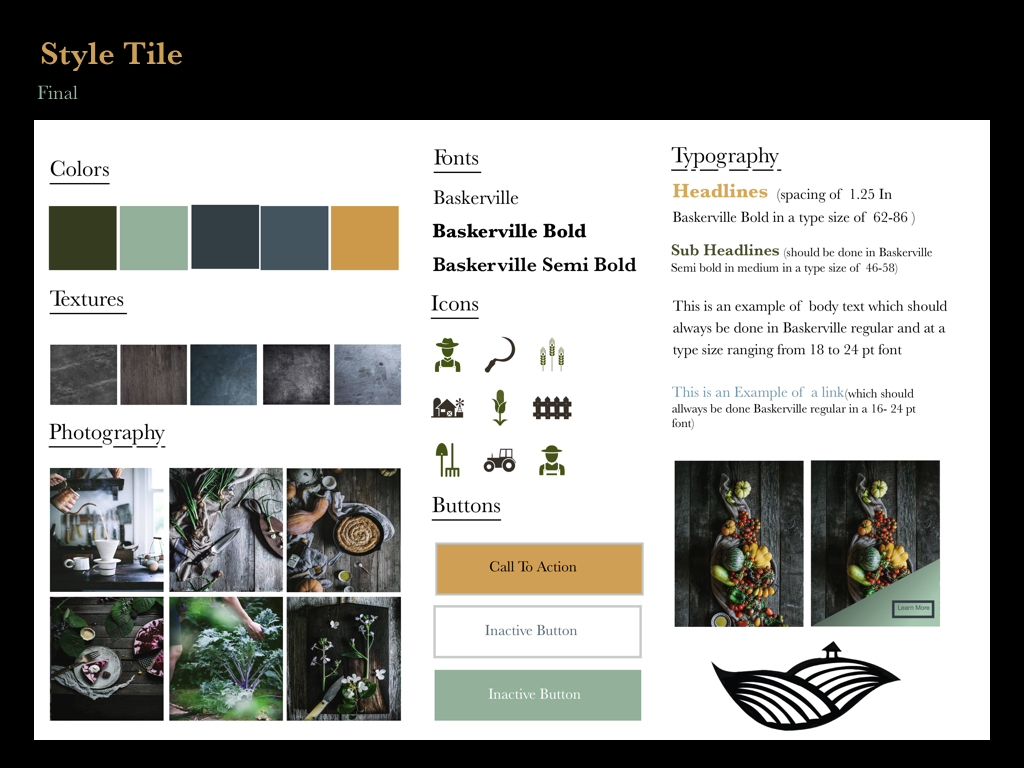 Style Tile
Final
Colors
Textures
Photography
Fonts
Baskerville
Baskerville Bold
Baskerville Semi Bold
Icons
Buttons
Call To Action
Inactive Button
Inactive Button
Typography
Headlines (spacing of 1.25 In
Baskerville Bold in a type size of 62-86 )
Sub Headlines (should be done in Baskerville
Semi bold in medium in a type size of 46-58)
This is an example of body text which should
always be done in Baskerville regular and at a
type size ranging from 18 to 24 pt font
This is an Example of a link(which should
allways be done Baskerville regular in a 16- 24 pt
font)
Learn More